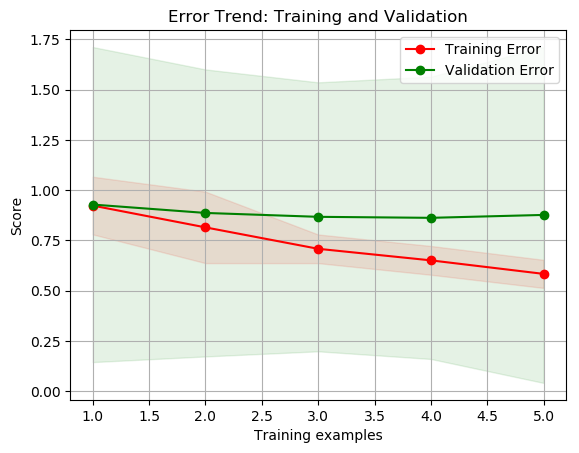 Error Trend: Training and Validation
Training Error
Validation Error
Score
1.75
1.50
1.25
1.00
0.75
0.50
0.25
0.00
1.0 1.5 2.0 2.5 3.0 3.5 4.0 4.5 5.0
Training examples